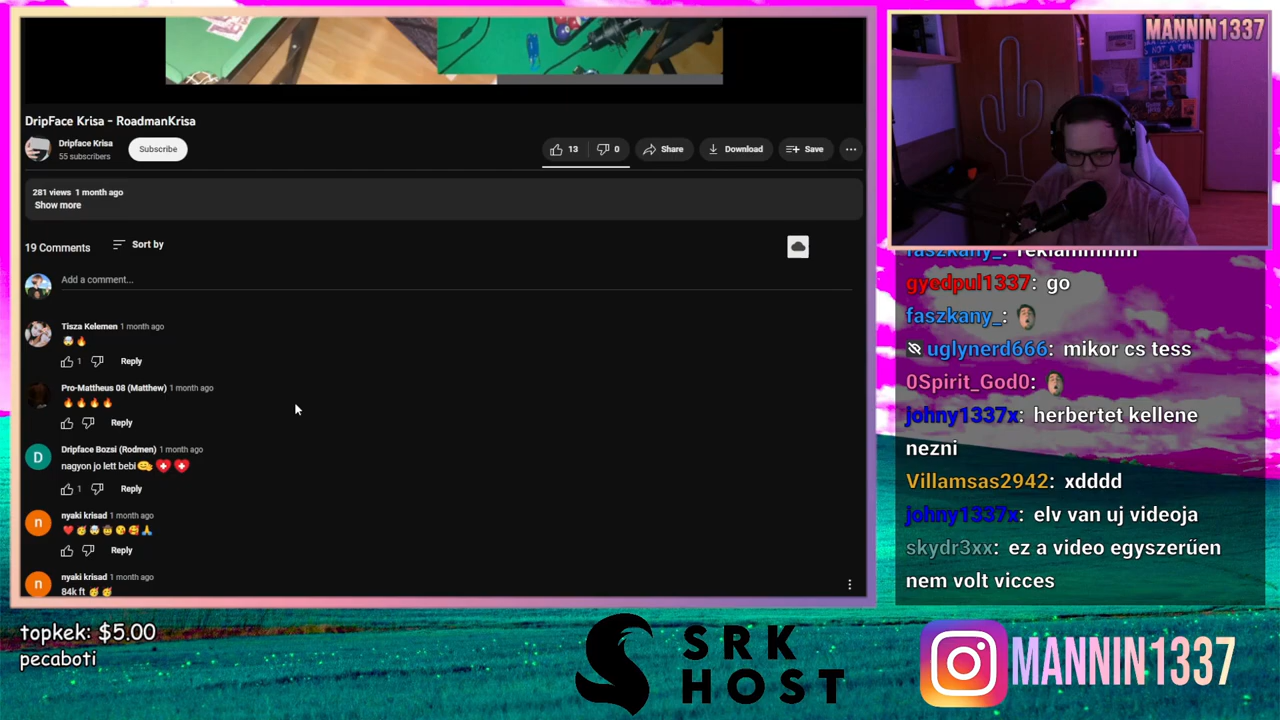 DripFace Krisa - RoadmanKrisa
Dripface Krisa
55 subscribers
Subscribe
13
0
Share
Download
Save
281 views 1 month ago
Show more
19 Comments
Sort by
Add a comment...
Tisza Kelemen 1 month ago
🤯🔥
1
Reply
Pro-Mattheus 08 (Matthew) 1 month ago
🔥🔥🔥🔥
Reply
D
Dripface Bozsi (Rodmen) 1 month ago
nagyon jo lett bebi
1
Reply
n
nyaki krisad 1 month ago
Reply
n
nyaki krisad 1 month ago
84k ft
MANNIN1337
faszkany_: reklammmm
gyedpul1337: go
faszkany_:
uglynerd666: mikor cs tess
0Spirit_God0:
johny1337x: herbertet kellene
nezni
Villamsas2942: xdddd
johny1337x: elv van uj videoja
skydr3xx: ez a video egyszerűen
nem volt vicces
topkek: $5.00
pecaboti
SRK
HOST
MANNIN1337